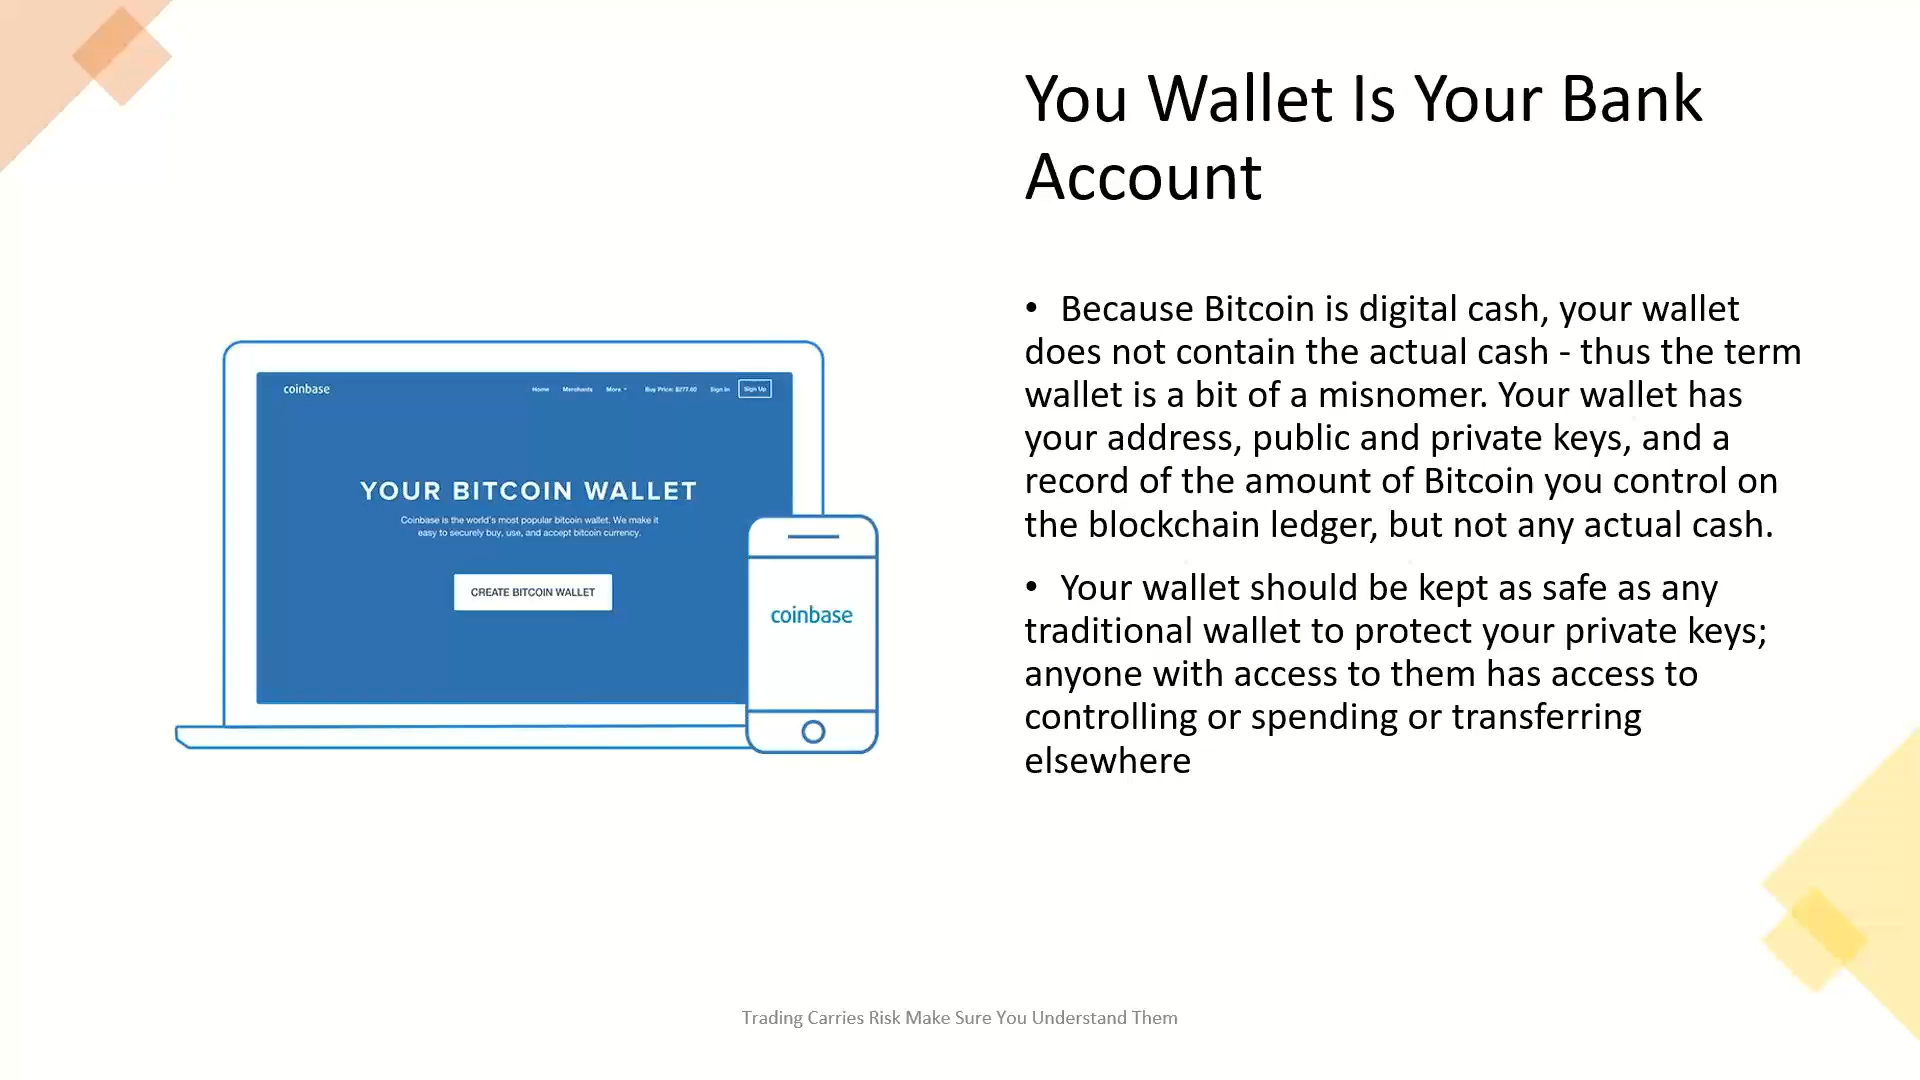 You Wallet Is Your Bank
Account
• Because Bitcoin is digital cash, your wallet
does not contain the actual cash - thus the term
wallet is a bit of a misnomer. Your wallet has
your address, public and private keys, and a
record of the amount of Bitcoin you control on
the blockchain ledger, but not any actual cash.
• Your wallet should be kept as safe as any
traditional wallet to protect your private keys;
anyone with access to them has access to
controlling or spending or transferring
elsewhere
coinbase
Home Merchants More Buy Price: $277.60 Sign In Sign Up
YOUR BITCOIN WALLET
Coinbase is the world's most popular bitcoin wallet. We make it
easy to securely buy, use, and accept bitcoin currency.
CREATE BITCOIN WALLET
coinbase
Trading Carries Risk Make Sure You Understand Them